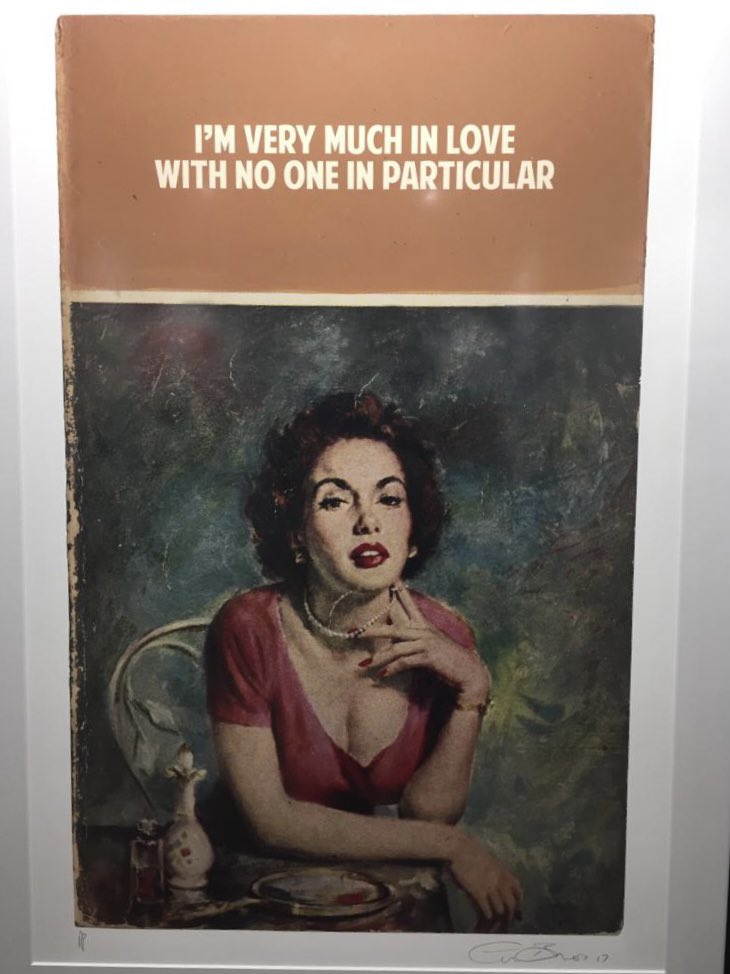 I'M VERY MUCH IN LOVE
WITH NO ONE IN PARTICULAR